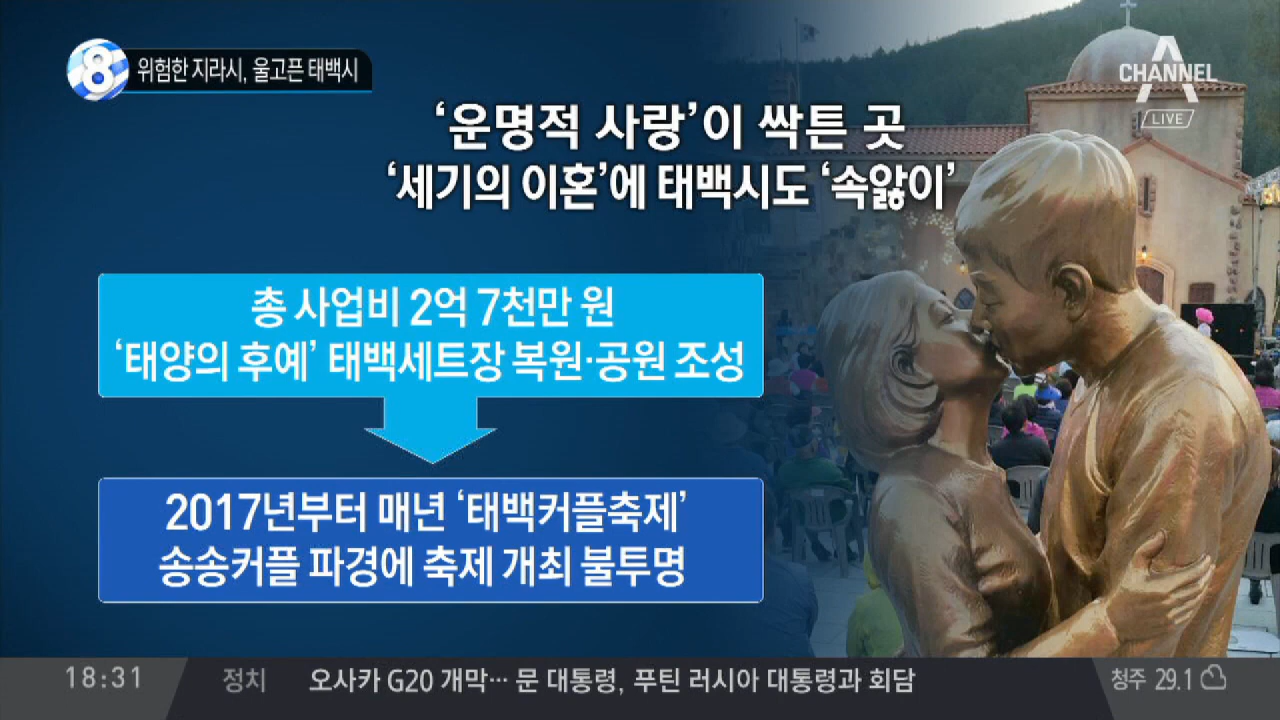 8 위험한 지라시, 울고픈 태백시
CHANNEL A
LIVE
‘운명적 사랑’이 싹튼 곳
‘세기의 이혼’에 태백시도 ‘속앓이’
총 사업비 2억 7천만 원
‘태양의 후예’ 태백세트장 복원·공원 조성
2017년부터 매년 ‘태백커플축제’
송송커플 파경에 축제 개최 불투명
18:31 정치 오사카 G20 개막… 문 대통령, 푸틴 러시아 대통령과 회담 청주 29.1